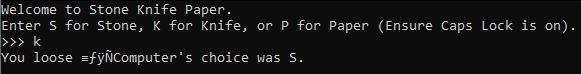 Welcome to Stone Knife Paper.
Enter S for Stone, K for Knife, or P for Paper (Ensure Caps Lock is on).
>>> k
You loose ≡ƒÿÑComputer's choice was S.